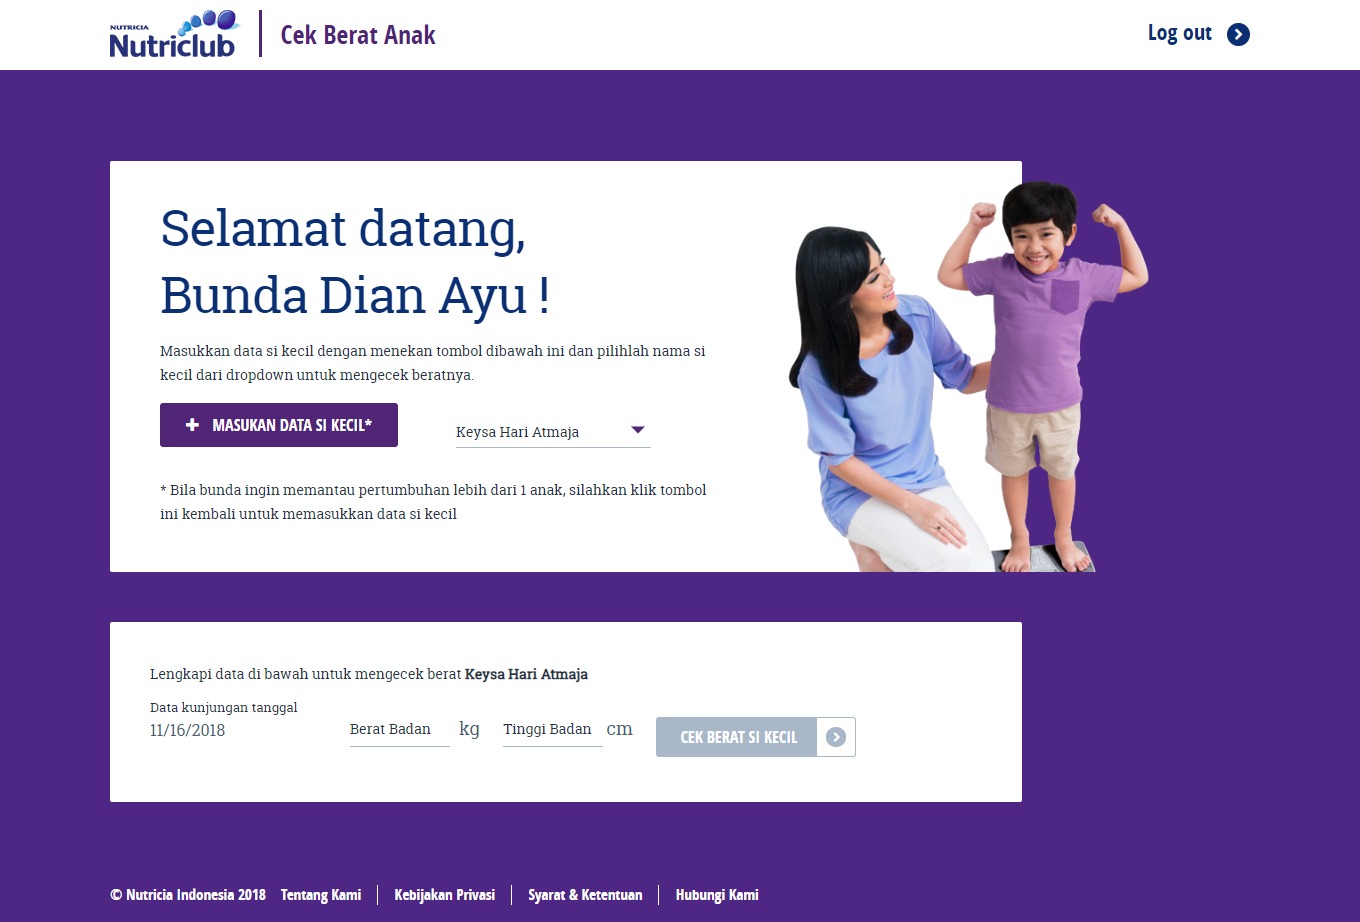 NUTRICIA
Nutriclub
Cek Berat Anak
Log out
Selamat datang,
Bunda Dian Ayu !
Masukkan data si kecil dengan menekan tombol dibawah ini dan pilihlah nama si
kecil dari dropdown untuk mengecek beratnya.
MASUKAN DATA SI KECIL*
Keysa Hari Atmaja
* Bila bunda ingin memantau pertumbuhan lebih dari 1 anak, silahkan klik tombol
ini kembali untuk memasukkan data si kecil
Lengkapi data di bawah untuk mengecek berat Keysa Hari Atmaja
Data kunjungan tanggal
11/16/2018
Berat Badan kg
Tinggi Badan cm
CEK BERAT SI KECIL
© Nutricia Indonesia 2018 Tentang Kami Kebijakan Privasi Syarat & Ketentuan Hubungi Kami